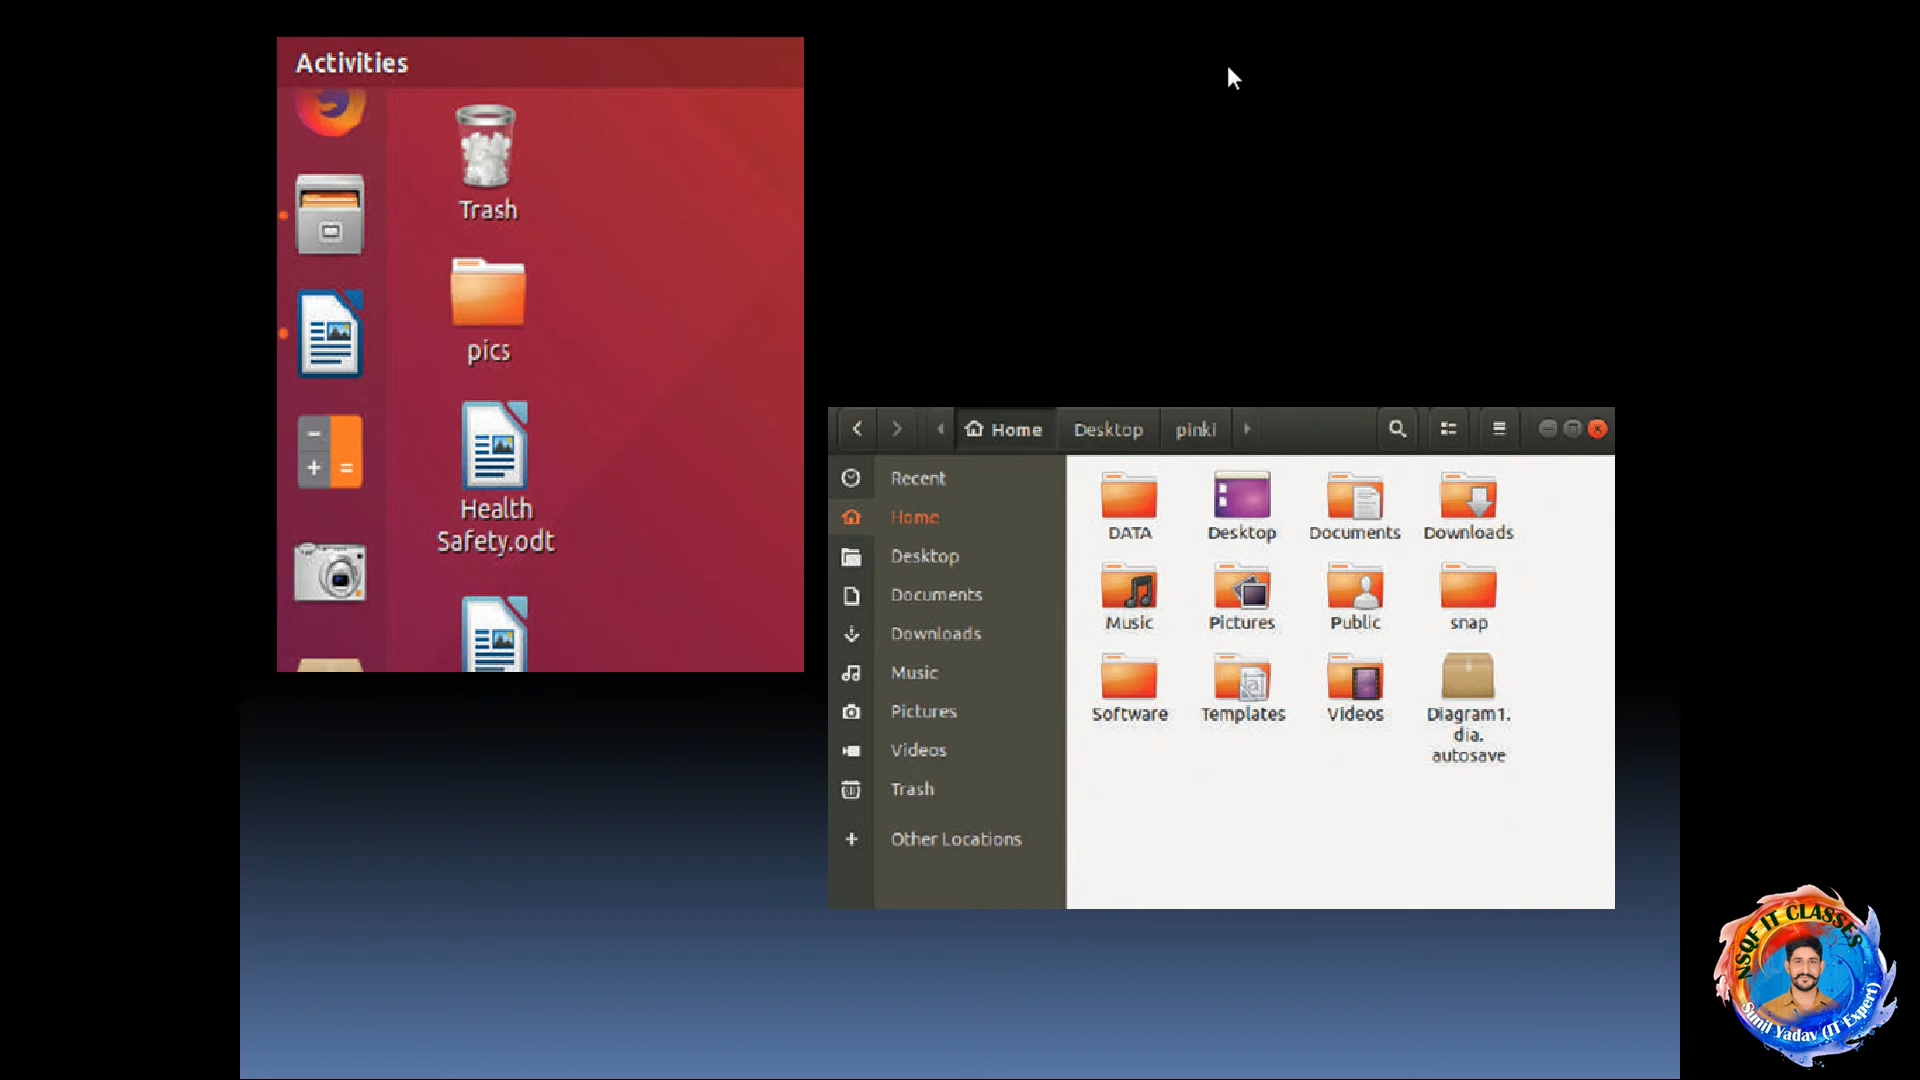 Activities
Trash
pics
Health
Safety.odt
Home
Desktop
pinki
Recent
Home
Desktop
Documents
Downloads
Music
Pictures
Videos
Trash
Other Locations
DATA
Desktop
Documents
Downloads
Music
Pictures
Public
snap
Software
Templates
Videos
Diagram1.
dia.
autosave
NSQF IT CLASSES
Sunil Yadav (IT Expert)